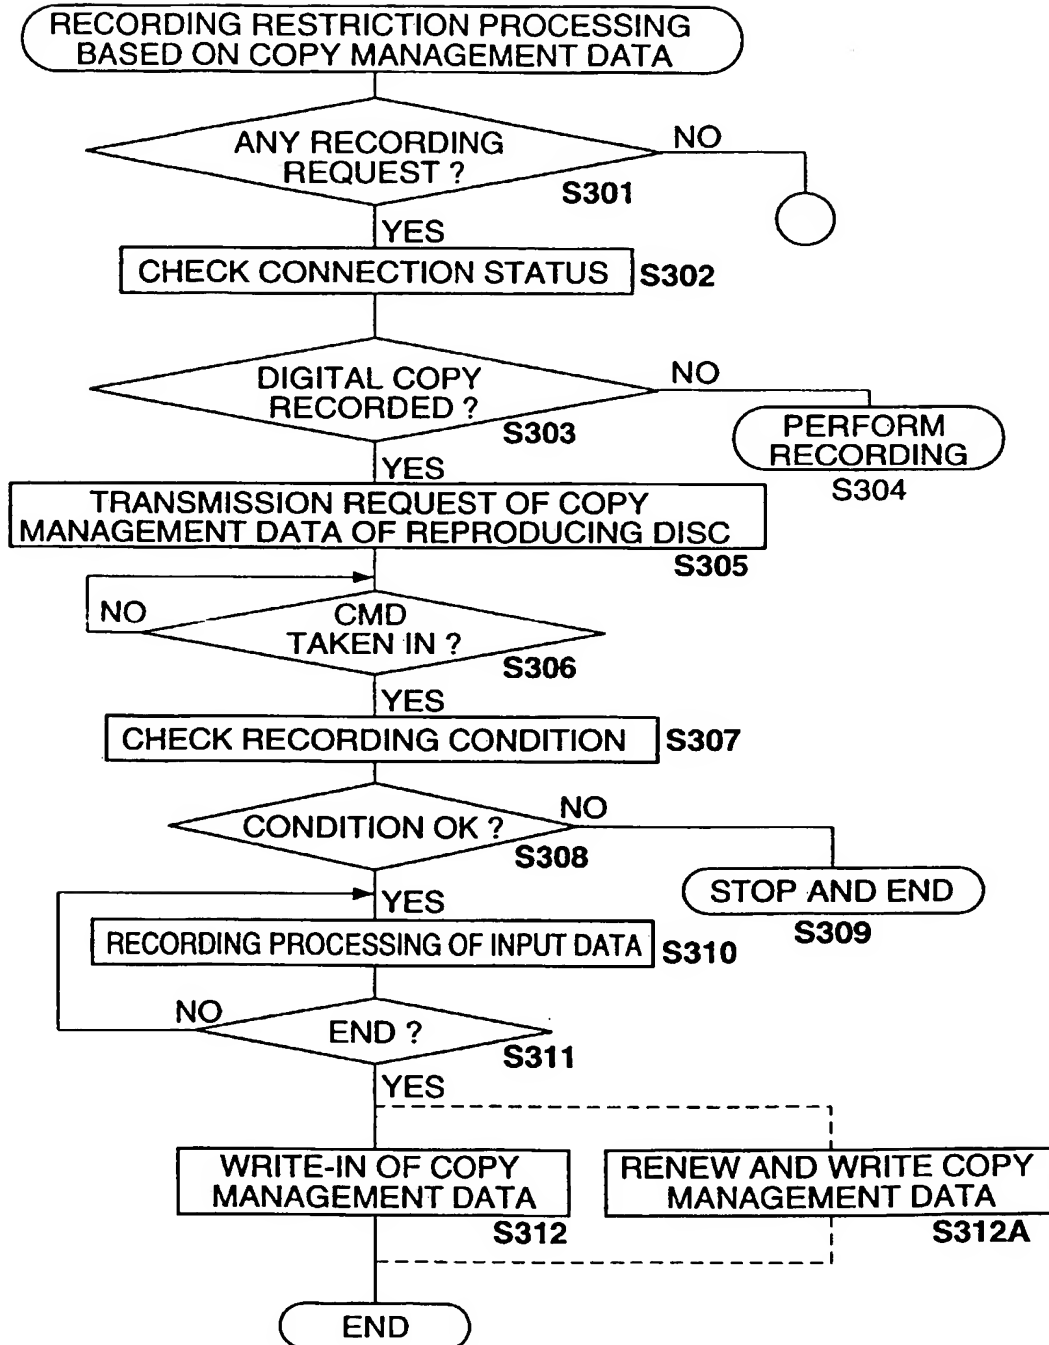 RECORDING RESTRICTION PROCESSING
BASED ON COPY MANAGEMENT DATA
ANY RECORDING
REQUEST ?
S301
NO
YES
CHECK CONNECTION STATUS
S302
DIGITAL COPY
RECORDED ?
S303
NO
PERFORM
RECORDING
S304
YES
TRANSMISSION REQUEST OF COPY
MANAGEMENT DATA OF REPRODUCING DISC
S305
NO
CMD
TAKEN IN ?
S306
YES
CHECK RECORDING CONDITION
S307
CONDITION OK ?
S308
NO
STOP AND END
S309
YES
RECORDING PROCESSING OF INPUT DATA
S310
NO
END ?
S311
YES
WRITE-IN OF COPY
MANAGEMENT DATA
S312
RENEW AND WRITE COPY
MANAGEMENT DATA
S312A
END